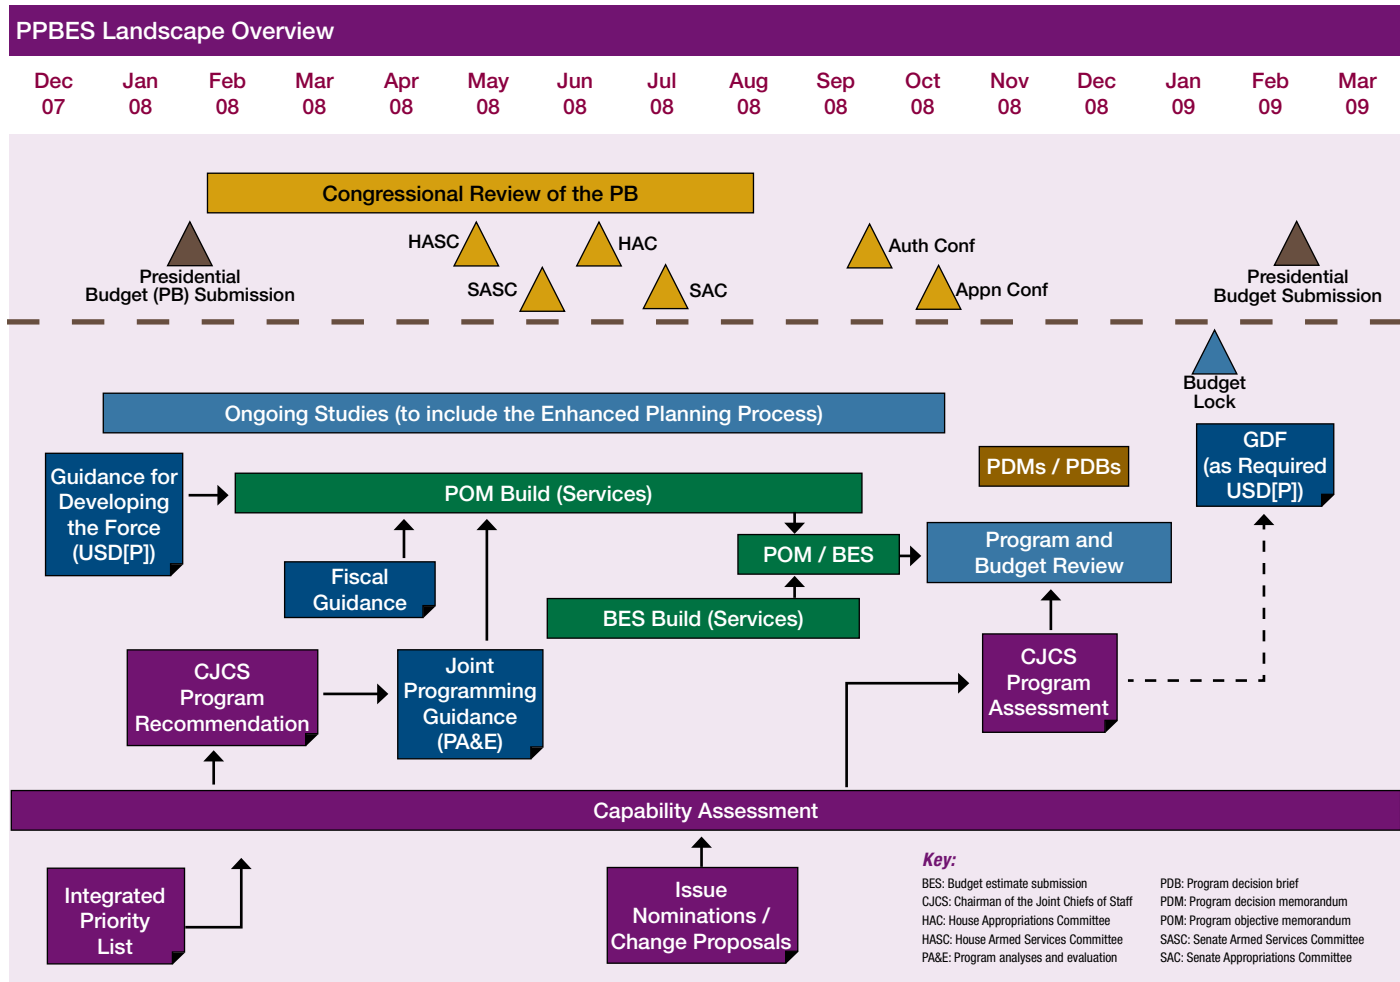 PPBES Landscape Overview
Dec Jan Feb Mar Apr May Jun Jul Aug Sep Oct Nov Dec Jan Feb Mar
07 08 08 08 08 08 08 08 08 08 08 08 08 09 09 09
Congressional Review of the PB
HASC
HAC
Auth Conf
Presidential
Budget (PB) Submission
SASC
SAC
Appn Conf
Presidential
Budget Submission
Budget
Lock
Ongoing Studies (to include the Enhanced Planning Process)
Guidance for
Developing
the Force
(USD[P])
POM Build (Services)
PDMs / PDBs
GDF
(as Required
USD[P])
POM / BES
Program and
Budget Review
Fiscal
Guidance
BES Build (Services)
CJCS
Program
Recommendation
Joint
Programming
Guidance
(PA&E)
CJCS
Program
Assessment
Capability Assessment
Integrated
Priority
List
Issue
Nominations /
Change Proposals
Key:
BES: Budget estimate submission
CJCS: Chairman of the Joint Chiefs of Staff
HAC: House Appropriations Committee
HASC: House Armed Services Committee
PA&E: Program analyses and evaluation
PDB: Program decision brief
PDM: Program decision memorandum
POM: Program objective memorandum
SASC: Senate Armed Services Committee
SAC: Senate Appropriations Committee